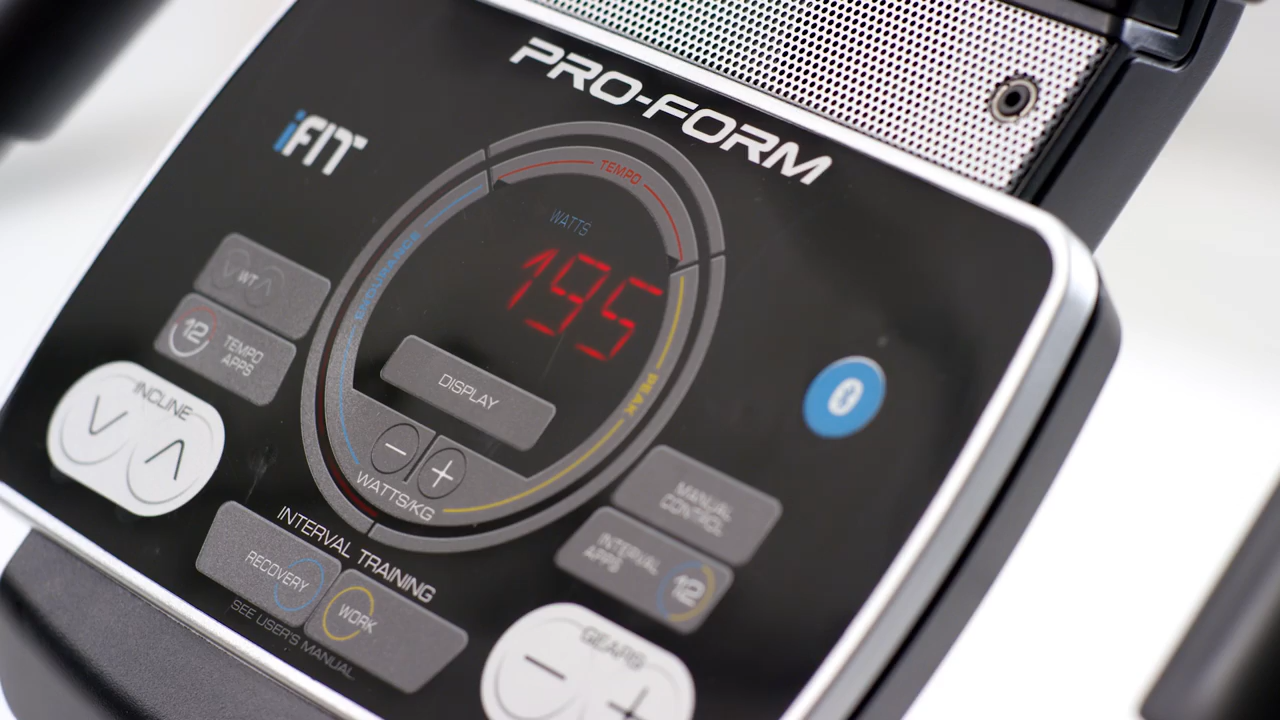 PRO-FORM
iFIT
TEMPO
WATTS
ENDURANCE
195
WT
12
TEMPO
APPS
DISPLAY
PEAK
INCLINE
− +
WATTS/KG
MANUAL
CONTROL
INTERVAL
APPS
12
INTERVAL TRAINING
RECOVERY
WORK
SEE USER'S MANUAL
GEARS
− +